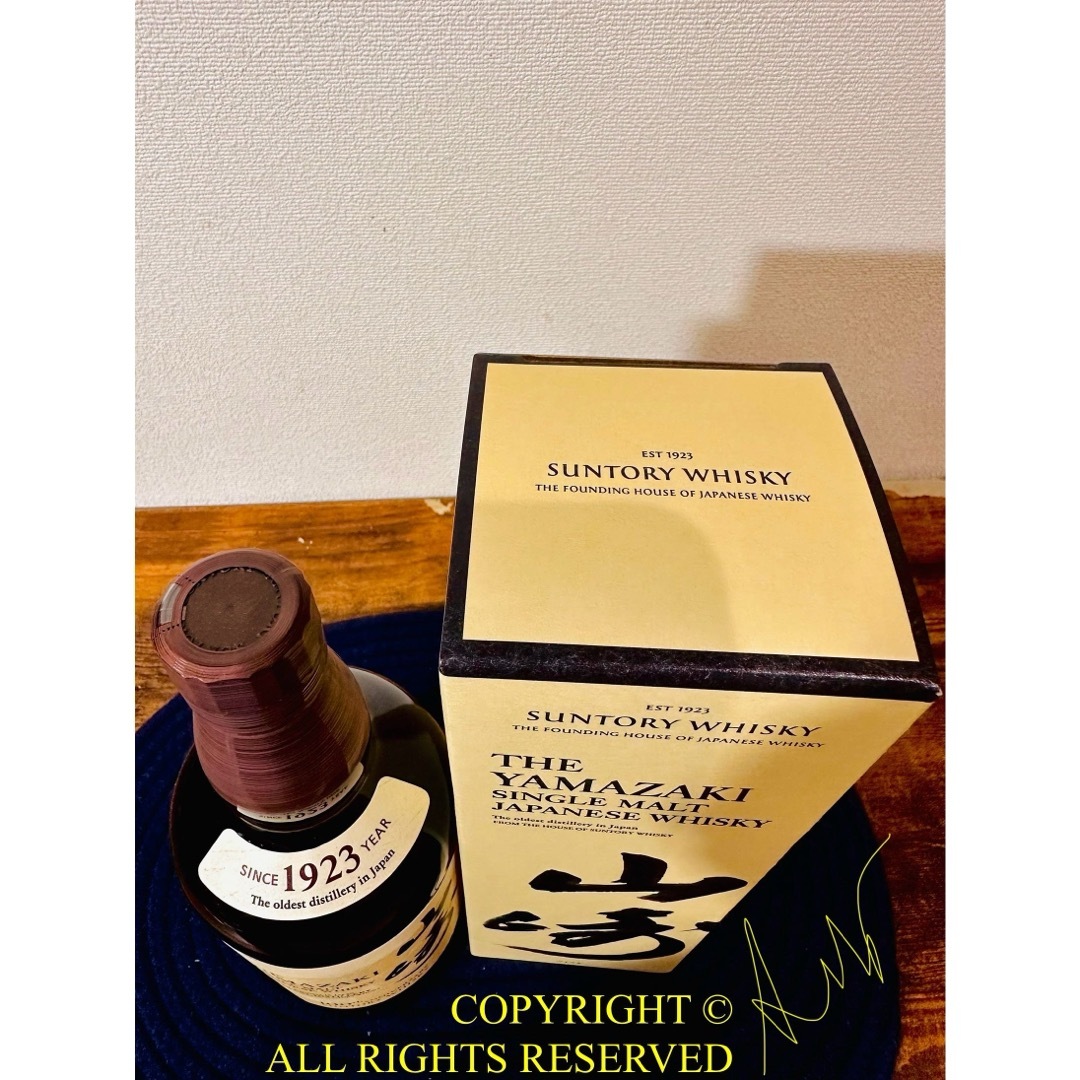 EST 1923
SUNTORY WHISKY
THE FOUNDING HOUSE OF JAPANESE WHISKY
EST 1923
SUNTORY WHISKY
THE FOUNDING HOUSE OF JAPANESE WHISKY
THE
YAMAZAKI
SINGLE MALT
JAPANESE WHISKY
The oldest distillery in Japan
FROM THE HOUSE OF SUNTORY WHISKY
山崎
SINCE 1923 YEAR
The oldest distillery in Japan
COPYRIGHT ©
ALL RIGHTS RESERVED